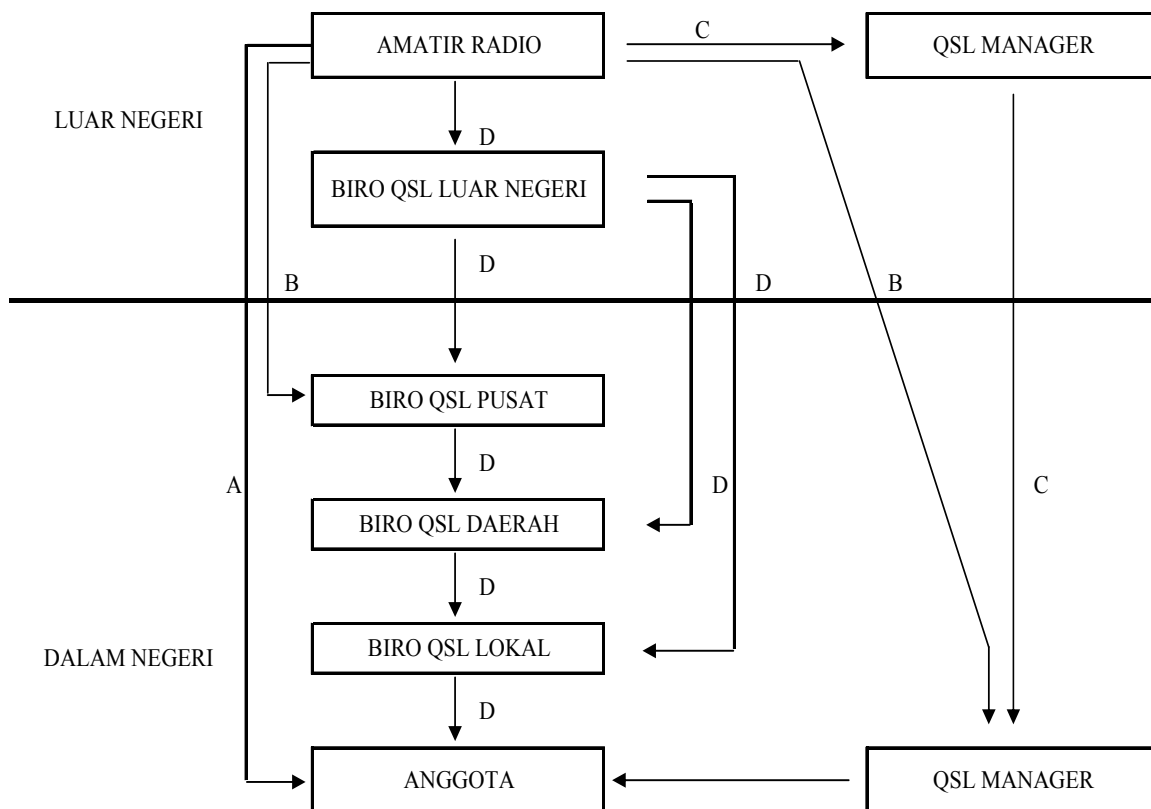 AMATIR RADIO
C
QSL MANAGER
LUAR NEGERI
D
BIRO QSL LUAR NEGERI
D
B
D
B
BIRO QSL PUSAT
A
D
D
C
BIRO QSL DAERAH
D
BIRO QSL LOKAL
DALAM NEGERI
D
ANGGOTA
QSL MANAGER